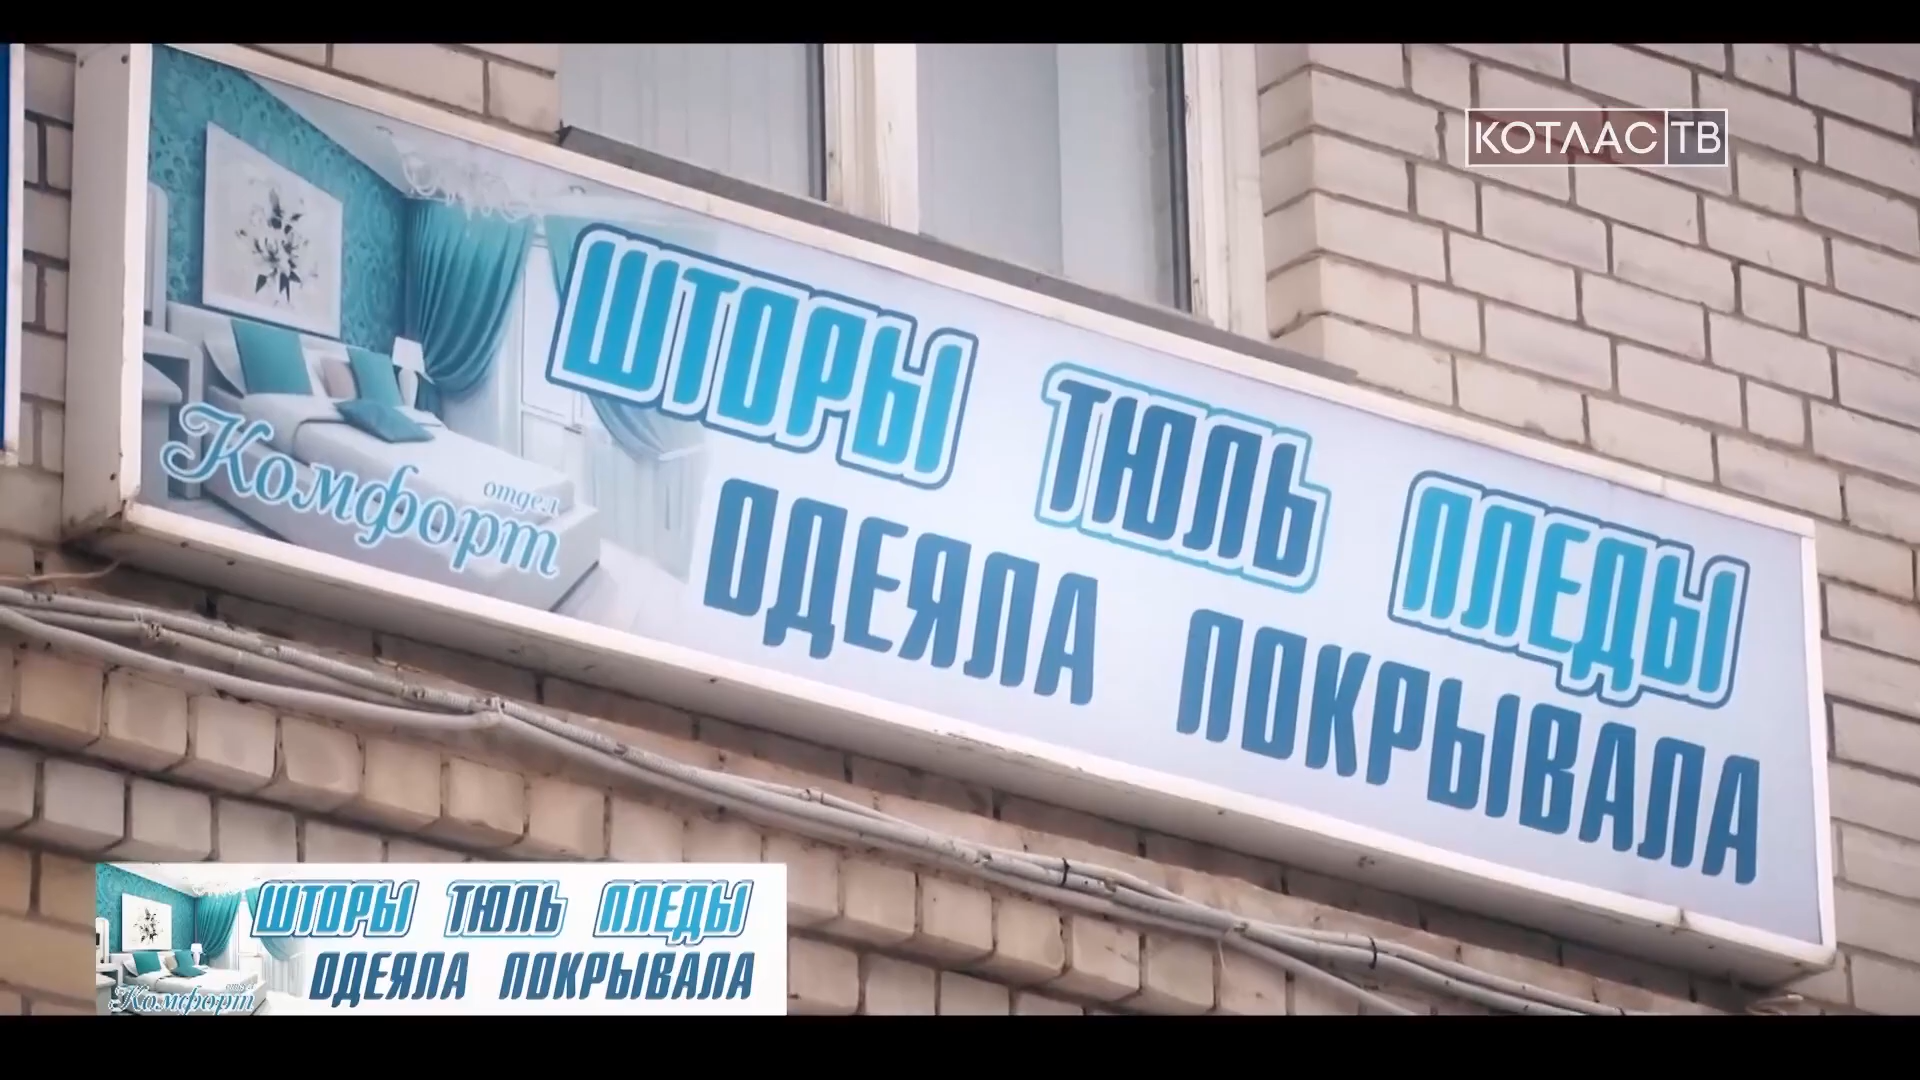 КОТЛАС ТВ
ШТОРЫ ТЮЛЬ ПЛЕДЫ
ОДЕЯЛА ПОКРЫВАЛА
отдел
Комфорт
ШТОРЫ ТЮЛЬ ПЛЕДЫ
ОДЕЯЛА ПОКРЫВАЛА
отдел
Комфорт